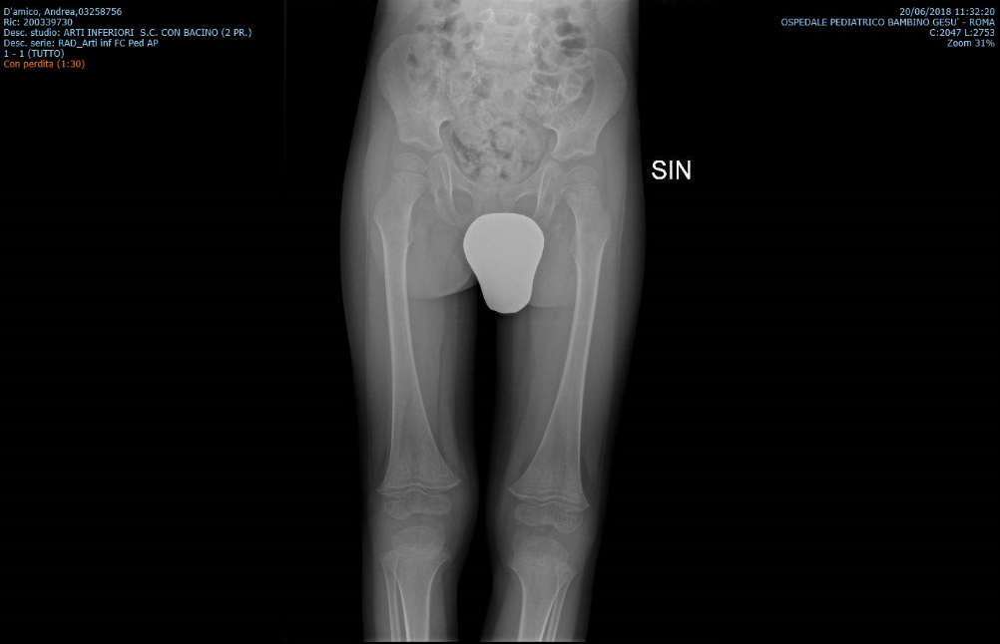 D'amico, Andrea,03258756
Ric: 200339730
Desc. studio: ARTI INFERIORI S.C. CON BACINO (2 PR.)
Desc. serie: RAD_Arti inf FC Ped AP
1 - 1 (TUTTO)
Con perdita (1:30)
20/06/2018 11:32:20
OSPEDALE PEDIATRICO BAMBINO GESU' - ROMA
C:2047 L:2753
Zoom 31%
SIN